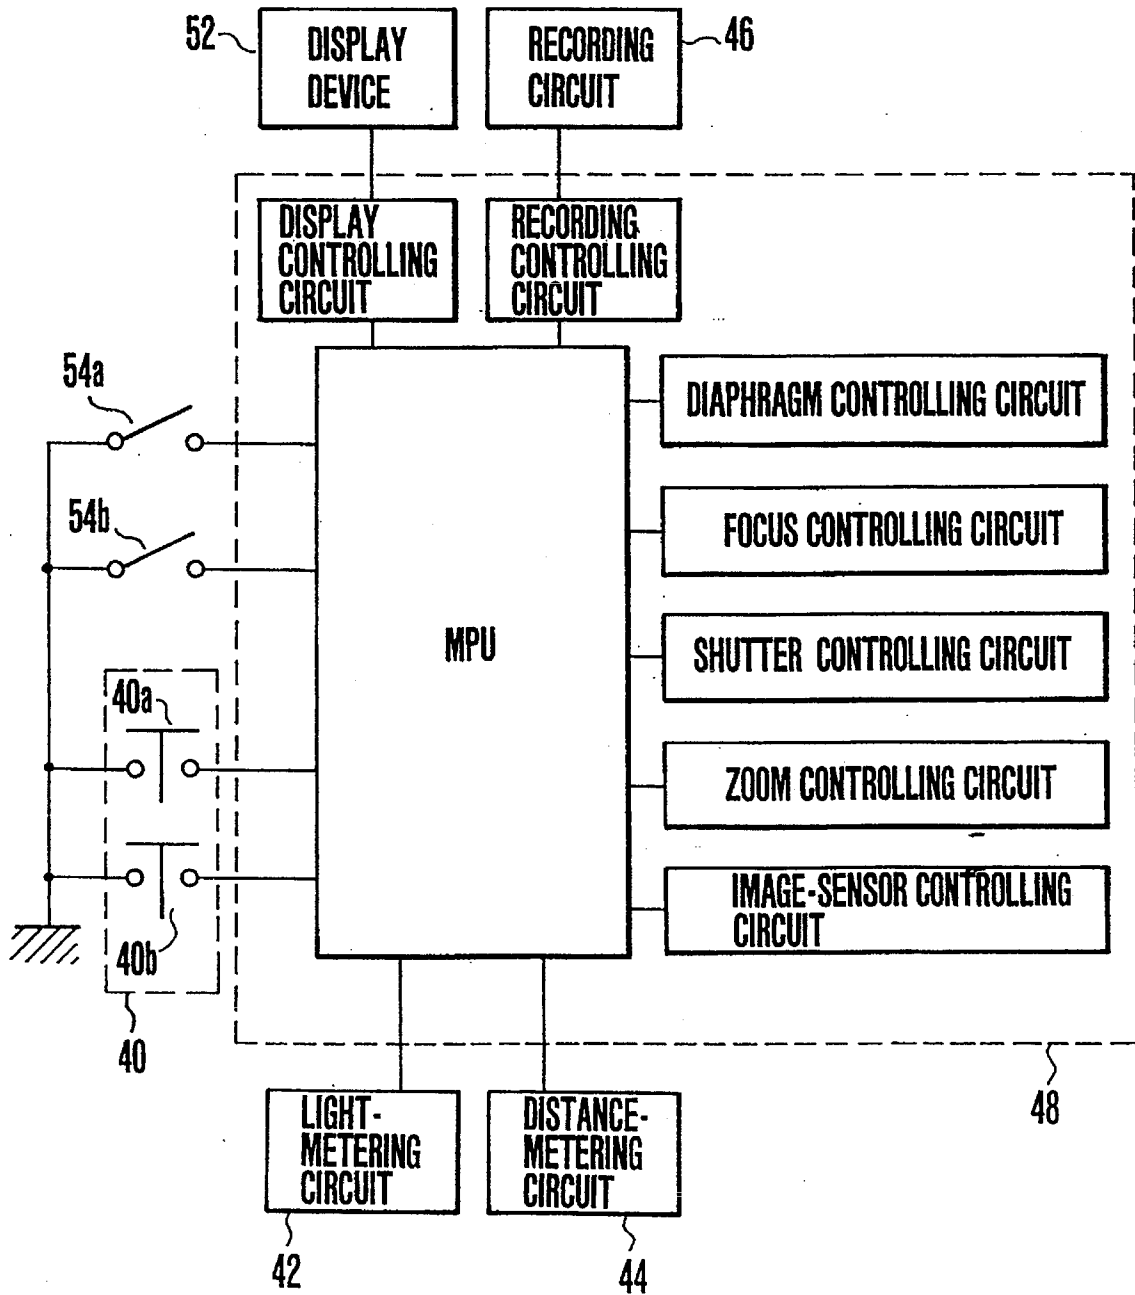 52
DISPLAY
DEVICE
RECORDING
CIRCUIT
46
DISPLAY
CONTROLLING
CIRCUIT
RECORDING
CONTROLLING
CIRCUIT
54a
DIAPHRAGM CONTROLLING CIRCUIT
54b
FOCUS CONTROLLING CIRCUIT
MPU
SHUTTER CONTROLLING CIRCUIT
40a
ZOOM CONTROLLING CIRCUIT
IMAGE-SENSOR CONTROLLING
CIRCUIT
40b
40
48
LIGHT-
METERING
CIRCUIT
DISTANCE-
METERING
CIRCUIT
42
44